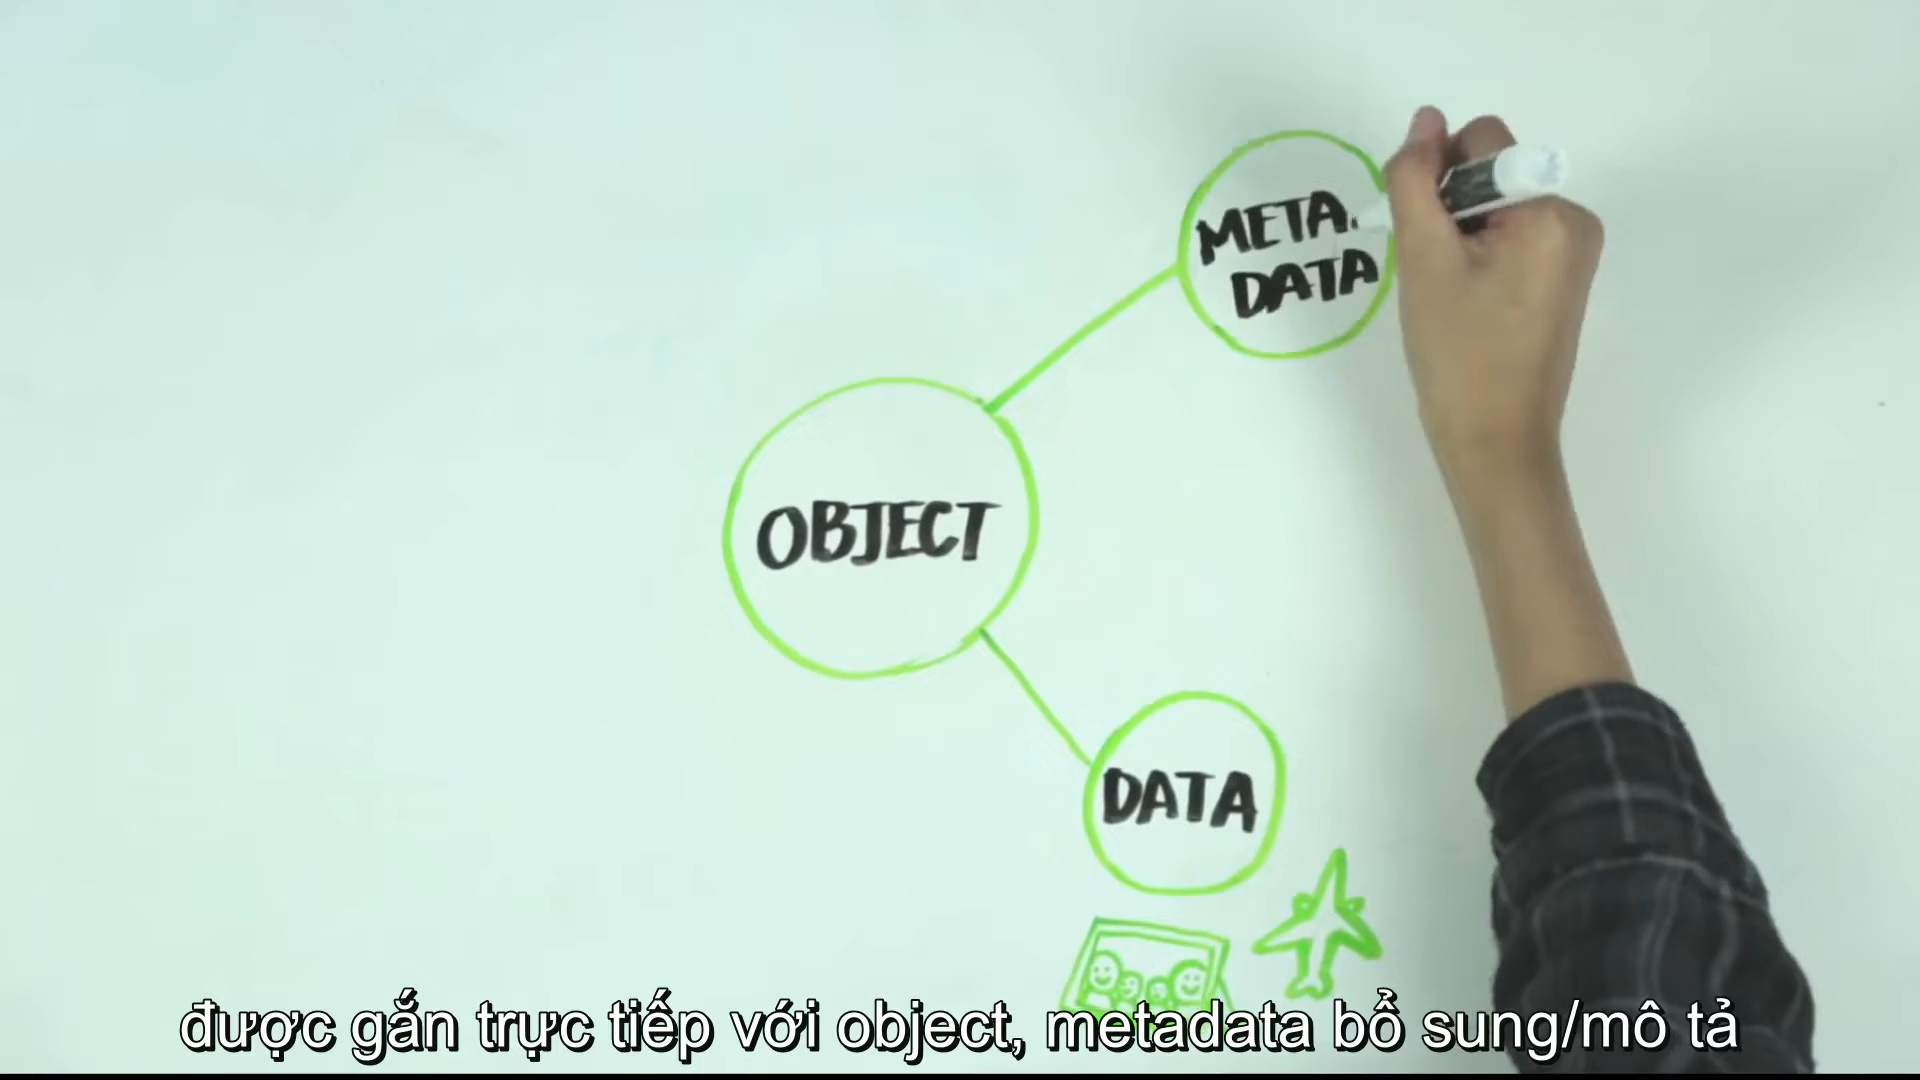 META
DATA
OBJECT
DATA
được gắn trực tiếp với object, metadata bổ sung/mô tả